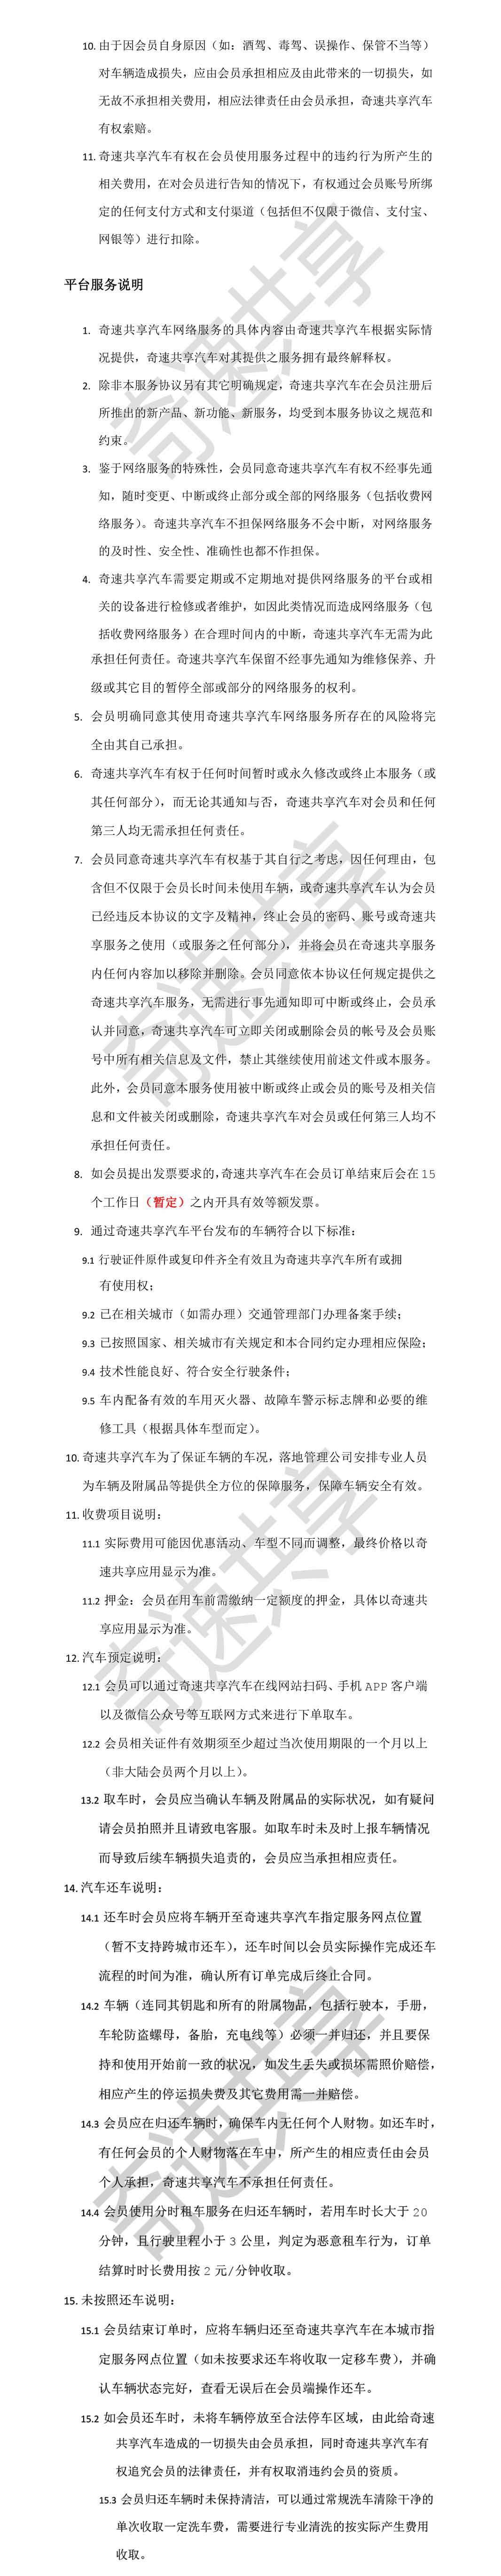 10. 由于因会员自身原因（如：酒驾、毒驾、误操作、保管不当等）
对车辆造成损失，应由会员承担相应及由此带来的一切损失，如
无故不承担相关费用，相应法律责任由会员承担，奇速共享汽车
有权索赔。
11. 奇速共享汽车有权在会员使用服务过程中的违约行为所产生的
相关费用，在对会员进行告知的情况下，有权通过会员账号所绑
定的任何支付方式和支付渠道（包括但不仅限于微信、支付宝、
网银等）进行扣除。
平台服务说明
1. 奇速共享汽车网络服务的具体内容由奇速共享汽车根据实际情
况提供，奇速共享汽车对其提供之服务拥有最终解释权。
2. 除非本服务协议另有其它明确规定，奇速共享汽车在会员注册后
所推出的新产品、新功能、新服务，均受到本服务协议之规范和
约束。
3. 鉴于网络服务的特殊性，会员同意奇速共享汽车有权不经事先通
知，随时变更、中断或终止部分或全部的网络服务（包括收费网
络服务）。奇速共享汽车不担保网络服务不会中断，对网络服务
的及时性、安全性、准确性也都不作担保。
4. 奇速共享汽车需要定期或不定期地对提供网络服务的平台或相
关的设备进行检修或者维护，如因此类情况而造成网络服务（包
括收费网络服务）在合理时间内的中断，奇速共享汽车无需为此
承担任何责任。奇速共享汽车保留不经事先通知为维修保养、升
级或其它目的暂停全部或部分的网络服务的权利。
5. 会员明确同意其使用奇速共享汽车网络服务所存在的风险将完
全由其自己承担。
6. 奇速共享汽车有权于任何时间暂时或永久修改或终止本服务（或
其任何部分），而无论其通知与否，奇速共享汽车对会员和任何
第三人均无需承担任何责任。
7. 会员同意奇速共享汽车有权基于其自行之考虑，因任何理由，包
含但不仅限于会员长时间未使用车辆，或奇速共享汽车认为会员
已经违反本协议的文字及精神，终止会员的密码、账号或奇速共
享服务之使用（或服务之任何部分），并将会员在奇速共享服务
内任何内容加以移除并删除。会员同意依本协议任何规定提供之
奇速共享汽车服务，无需进行事先通知即可中断或终止，会员承
认并同意，奇速共享汽车可立即关闭或删除会员的帐号及会员账
号中所有相关信息及文件，禁止其继续使用前述文件或本服务。
此外，会员同意本服务使用被中断或终止或会员的账号及相关信
息和文件被关闭或删除，奇速共享汽车对会员或任何第三人均不
承担任何责任。
8. 如会员提出发票要求的，奇速共享汽车在会员订单结束后会在 15
个工作日（暂定）之内开具有效等额发票。
9. 通过奇速共享汽车平台发布的车辆符合以下标准：
9.1 行驶证件原件或复印件齐全有效且为奇速共享汽车所有或拥
有使用权；
9.2 已在相关城市（如需办理）交通管理部门办理备案手续；
9.3 已按照国家、相关城市有关规定和本合同约定办理相应保险；
9.4 技术性能良好、符合安全行驶条件；
9.5 车内配备有效的车用灭火器、故障车警示标志牌和必要的维
修工具（根据具体车型而定）。
10. 奇速共享汽车为了保证车辆的车况，落地管理公司安排专业人员
为车辆及附属品等提供全方位的保障服务，保障车辆安全有效。
11. 收费项目说明：
11.1 实际费用可能因优惠活动、车型不同而调整，最终价格以奇
速共享应用显示为准。
11.2 押金：会员在用车前需缴纳一定额度的押金，具体以奇速共
享应用显示为准。
12. 汽车预定说明：
12.1 会员可以通过奇速共享汽车在线网站扫码、手机 APP 客户端
以及微信公众号等互联网方式来进行下单取车。
12.2 会员相关证件有效期须至少超过当次使用期限的一个月以上
（非大陆会员两个月以上）。
13.2 取车时，会员应当确认车辆及附属品的实际状况，如有疑问
请会员拍照并且请致电客服。如取车时未及时上报车辆情况
而导致后续车辆损失追责的，会员应当承担相应责任。
14. 汽车还车说明：
14.1 还车时会员应将车辆开至奇速共享汽车指定服务网点位置
（暂不支持跨城市还车），还车时间以会员实际操作完成还车
流程的时间为准，确认所有订单完成后终止合同。
14.2 车辆（连同其钥匙和所有的附属物品，包括行驶本，手册，
车轮防盗螺母，备胎，充电线等）必须一并归还，并且要保
持和使用开始前一致的状况，如发生丢失或损坏需照价赔偿，
相应产生的停运损失费及其它费用需一并赔偿。
14.3 会员应在归还车辆时，确保车内无任何个人财物。如还车时，
有任何会员的个人财物落在车中，所产生的相应责任由会员
个人承担，奇速共享汽车不承担任何责任。
14.4 会员使用分时租车服务在归还车辆时，若用车时长大于 20
分钟，且行驶里程小于 3 公里，判定为恶意租车行为，订单
结算时时长费用按 2 元/分钟收取。
15. 未按照还车说明：
15.1 会员结束订单时，应将车辆归还至奇速共享汽车在本城市指
定服务网点位置（如未按要求还车将收取一定移车费），并确
认车辆状态完好，查看无误后在会员端操作还车。
15.2 如会员还车时，未将车辆停放至合法停车区域，由此给奇速
共享汽车造成的一切损失由会员承担，同时奇速共享汽车有
权追究会员的法律责任，并有权取消违约会员的资质。
15.3 会员归还车辆时未保持清洁，可以通过常规洗车清除干净的
单次收取一定洗车费，需要进行专业清洗的按实际产生费用
收取。
奇速共享
奇速共享
奇速共享
奇速共享